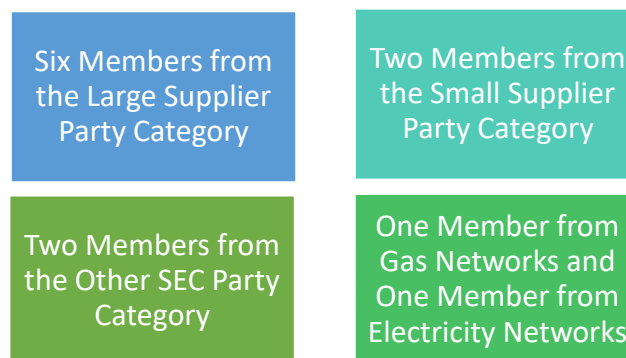 Six Members from
the Large Supplier
Party Category
Two Members from
the Small Supplier
Party Category
Two Members from
the Other SEC Party
Category
One Member from
Gas Networks and
One Member from
Electricity Networks